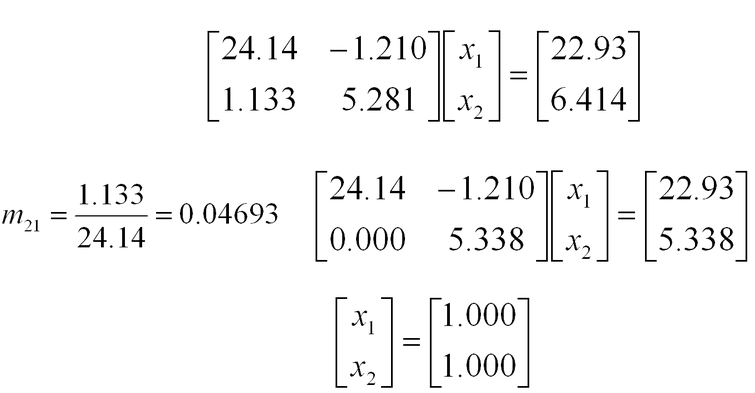 [24.14 −1.210] [x₁] = [22.93]
[1.133 5.281] [x₂] [6.414]
m₂₁ = 1.133/24.14 = 0.04693 [24.14 −1.210] [x₁] = [22.93]
[0.000 5.338] [x₂] [5.338]
[x₁] = [1.000]
[x₂] [1.000]